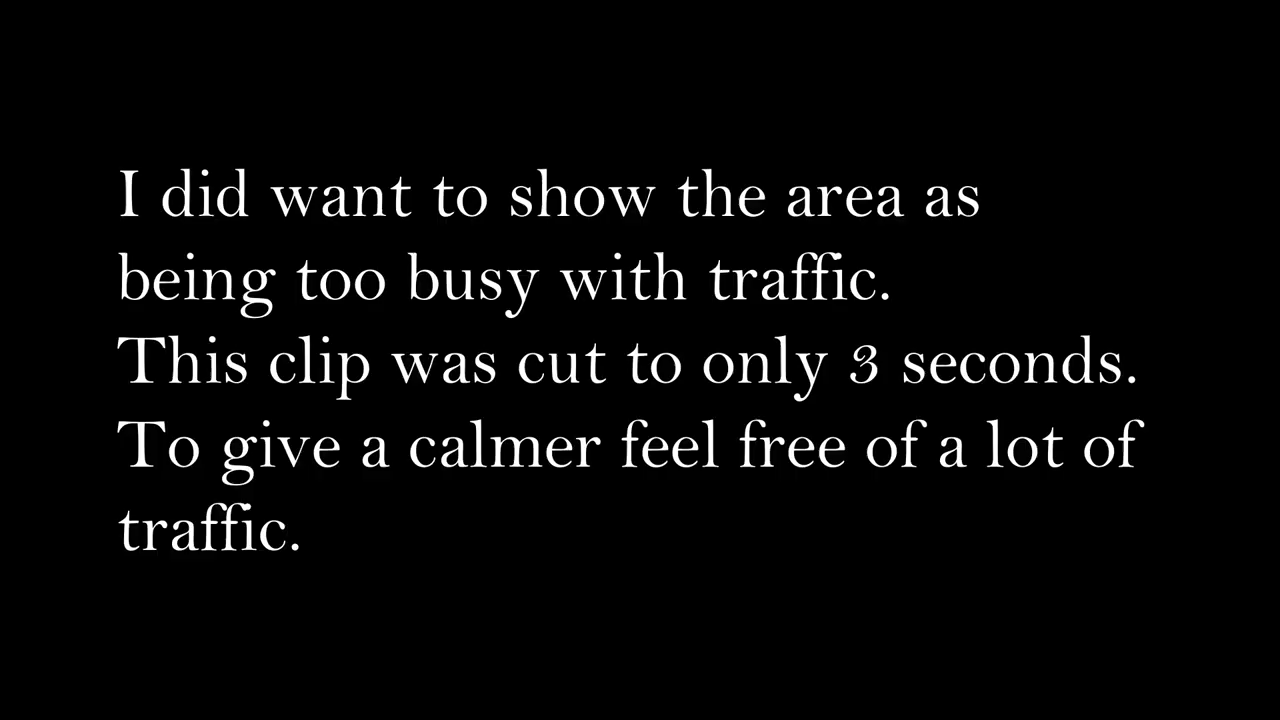 I did want to show the area as
being too busy with traffic.
This clip was cut to only 3 seconds.
To give a calmer feel free of a lot of
traffic.